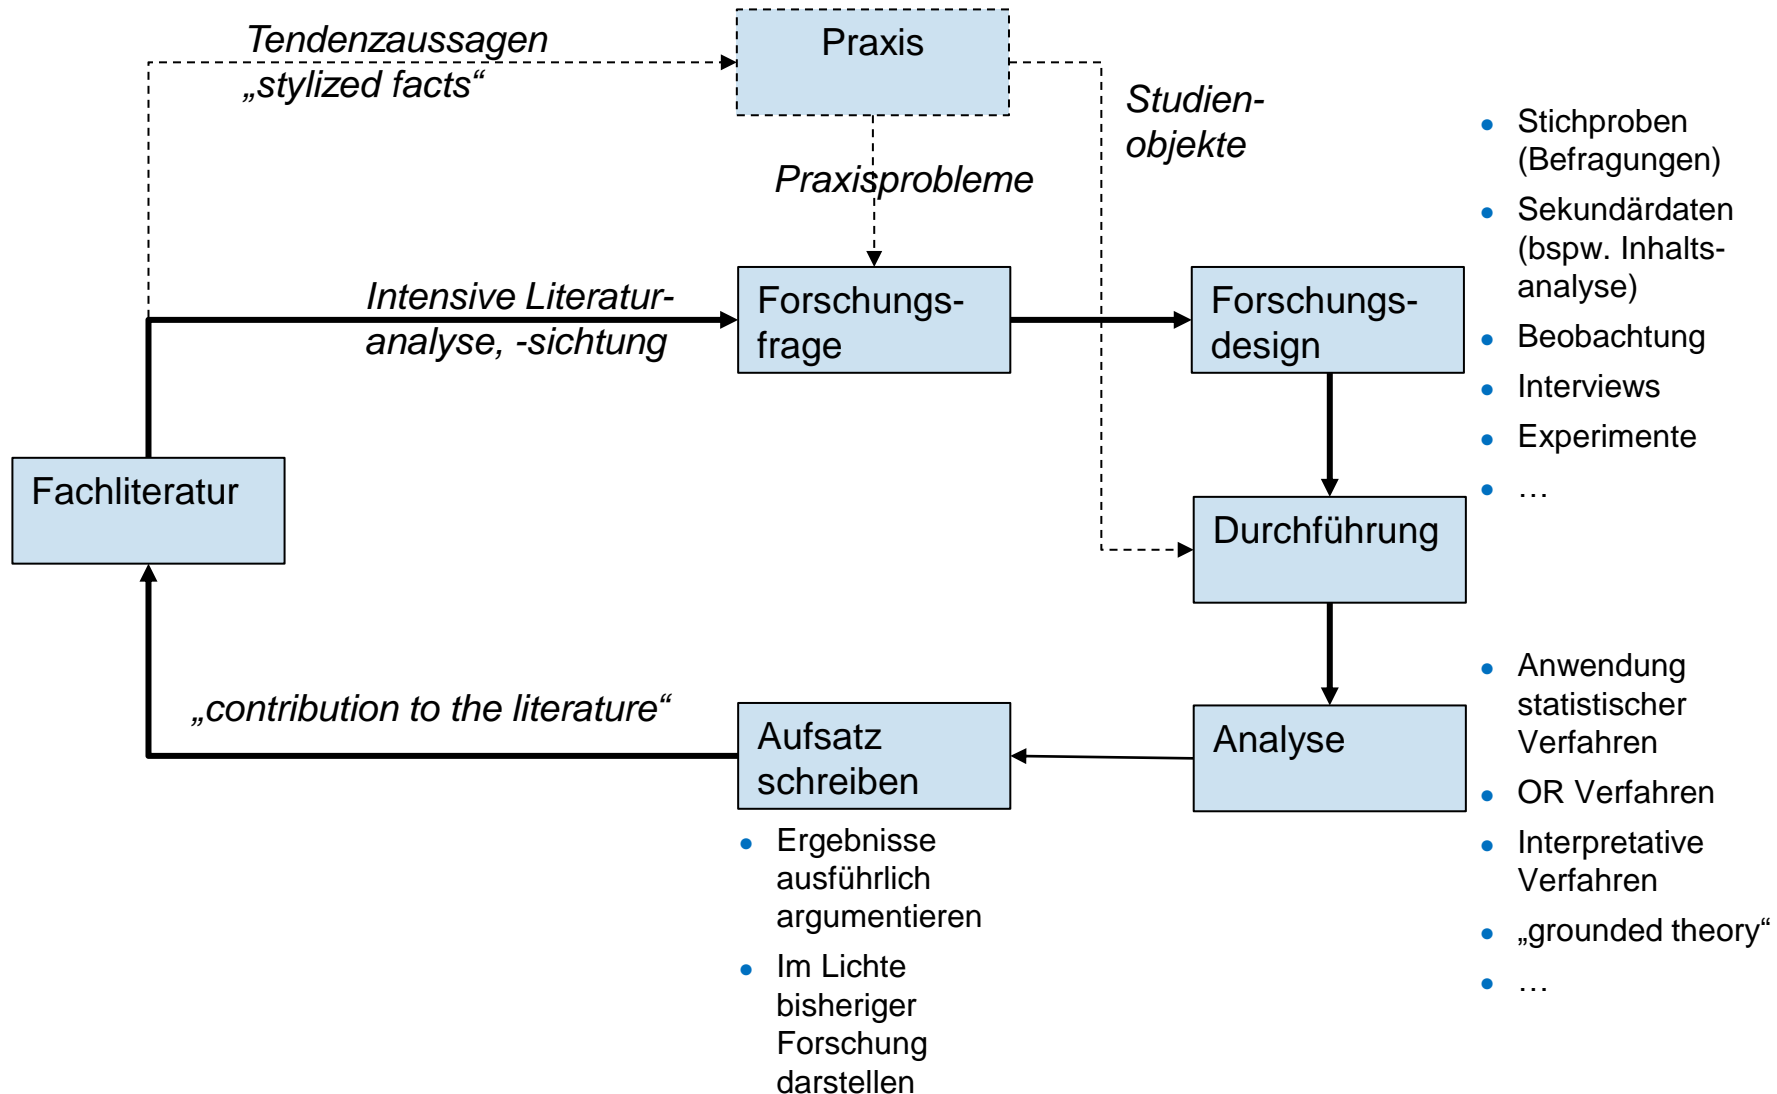 Tendenzaussagen
„stylized facts“
Praxis
Studien-
objekte
Praxisprobleme
Intensive Literatur-
analyse, -sichtung
Forschungs-
frage
Forschungs-
design
• Stichproben
(Befragungen)
• Sekundärdaten
(bspw. Inhalts-
analyse)
• Beobachtung
• Interviews
• Experimente
• …
Fachliteratur
Durchführung
„contribution to the literature“
Aufsatz
schreiben
Analyse
• Anwendung
statistischer
Verfahren
• OR Verfahren
• Interpretative
Verfahren
• „grounded theory“
• …
• Ergebnisse
ausführlich
argumentieren
• Im Lichte
bisheriger
Forschung
darstellen